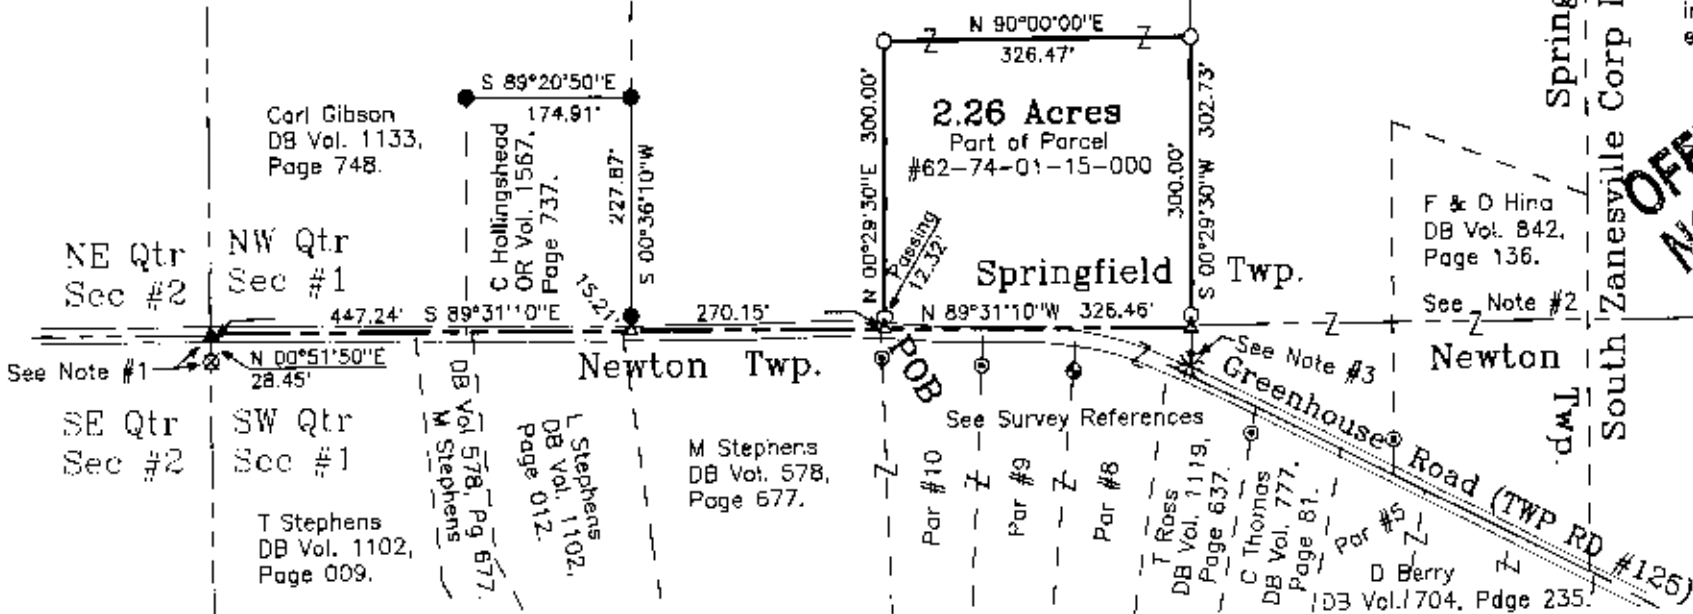 N 90°00'00"E
326.47'
S 89°20'50"E
174.91'
Carl Gibson
DB Vol. 1133,
Page 748.
C Hollingshead
OR Vol. 1567,
Page 737.
227.87'
S 00°36'10"W
N 00°29'30"E 300.00'
2.26 Acres
Part of Parcel
#62-74-01-15-000
300.00'
S 00°29'30"W 302.73'
Passing
12.32'
F & D Hina
DB Vol. 842,
Page 136.
South Zanesville Corp
NE Qtr
Sec #2
NW Qtr
Sec #1
Springfield Twp.
See Note #2
447.24' S 89°31'10"E
15.21'
270.15'
N 89°31'10"W 326.46'
See Note #1
N 00°51'50"E
28.45'
Newton Twp.
POB
See Note #3
Newton
Twp.
SE Qtr
Sec #2
SW Qtr
Sec #1
See Survey References
Greenhouse Road (TWP RD #125)
T Stephens
DB Vol. 1102,
Page 009.
DB Vol 578, Pg 677.
M Stephens
L Stephens
DB Vol. 1102,
Page 012.
M Stephens
DB Vol. 578,
Page 677.
Par #10
Par #9
Par #8
T Ross
DB Vol. 1119,
Page 637.
C Thomas
DB Vol. 777.
Page 81.
Par #5
D Berry
DB Vol. 704, Page 235.